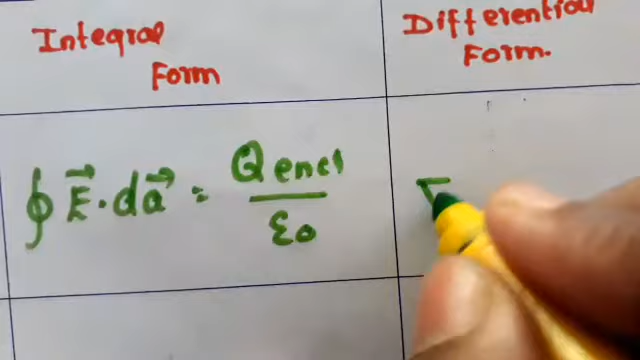 Integral
Form
Differential
Form.
∮ E⃗ · da⃗ = Qencl / ε0